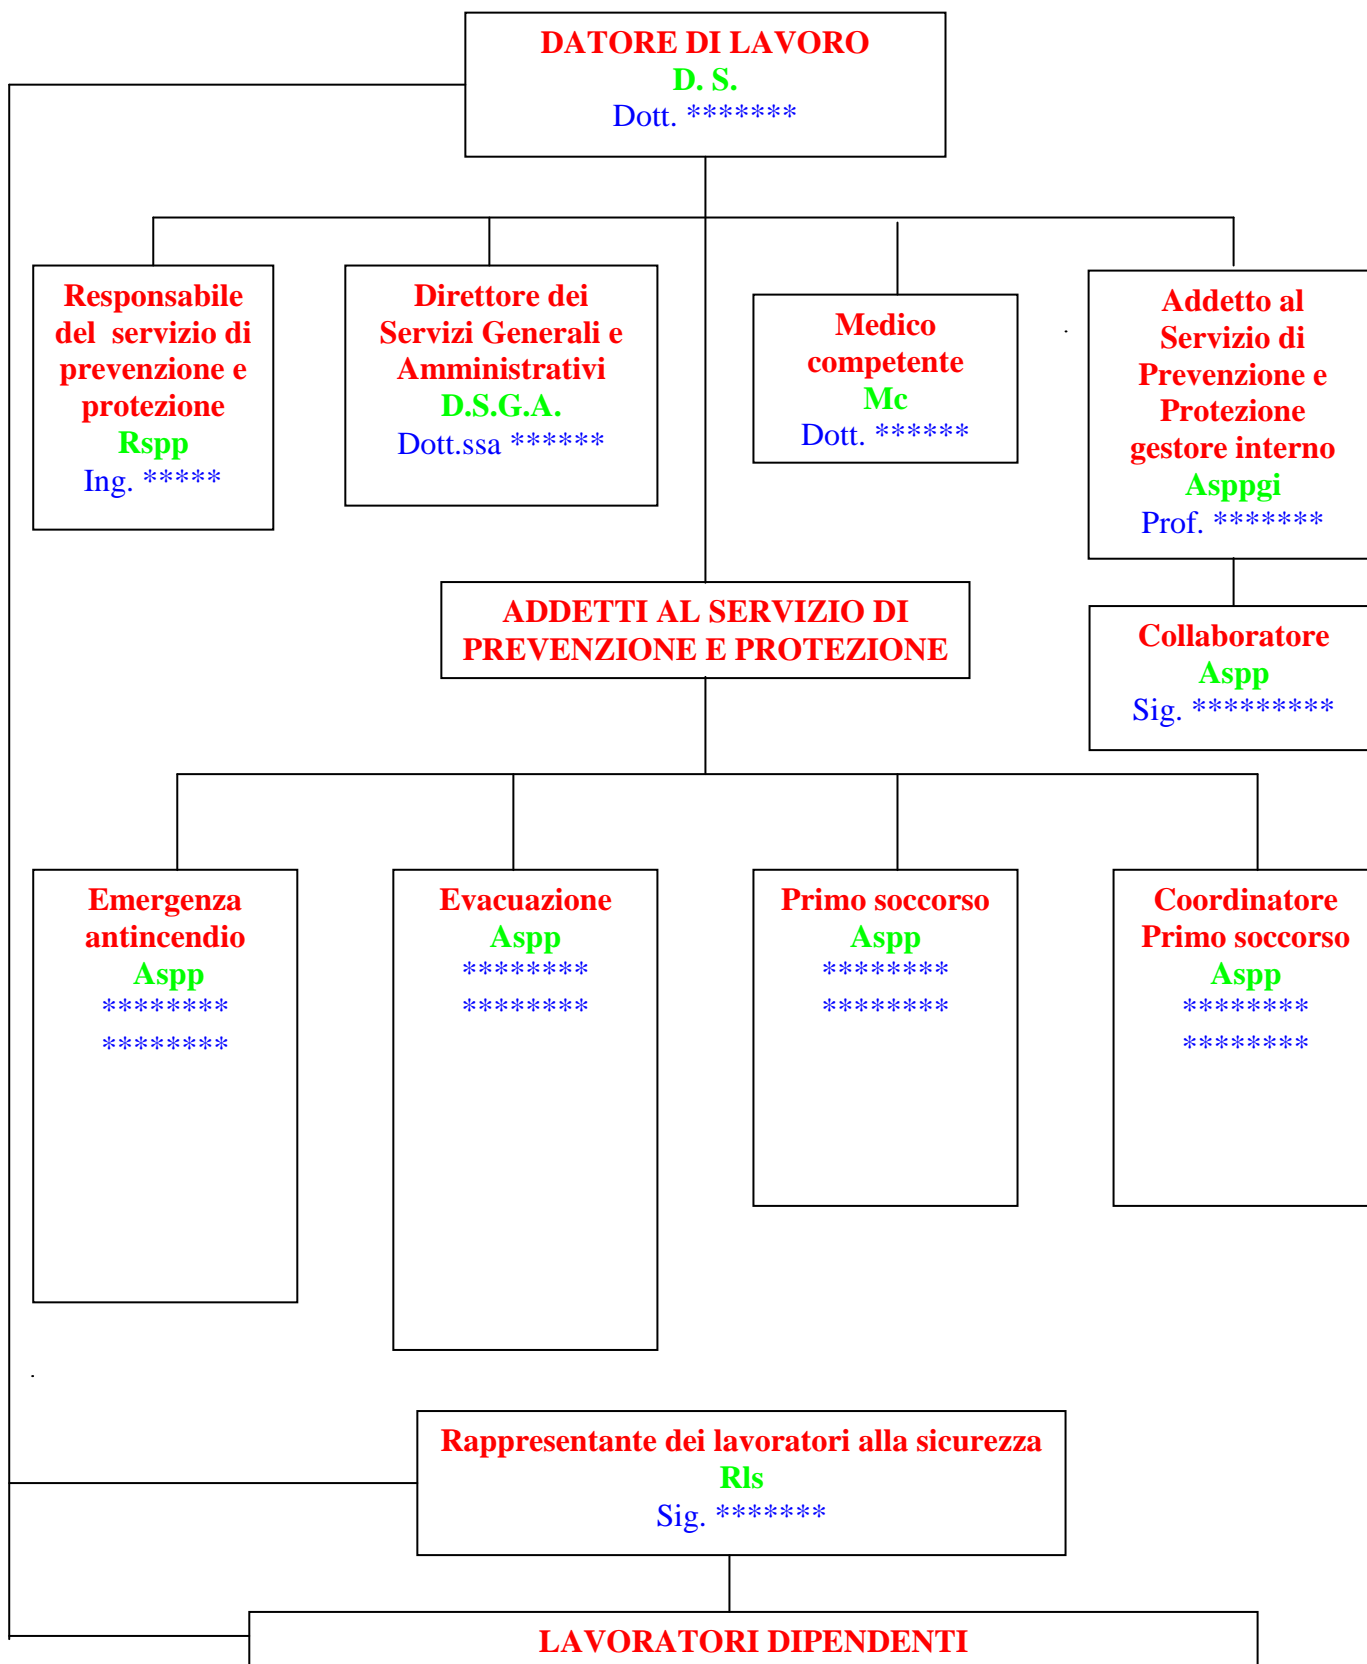 DATORE DI LAVORO
D. S.
Dott. *******
Responsabile
del servizio di
prevenzione e
protezione
Rspp
Ing. *****
Direttore dei
Servizi Generali e
Amministrativi
D.S.G.A.
Dott.ssa ******
Medico
competente
Mc
Dott. ******
Addetto al
Servizio di
Prevenzione e
Protezione
gestore interno
Asppgi
Prof. *******
ADDETTI AL SERVIZIO DI
PREVENZIONE E PROTEZIONE
Collaboratore
Aspp
Sig. *********
Emergenza
antincendio
Aspp
********
********
Evacuazione
Aspp
********
********
Primo soccorso
Aspp
********
********
Coordinatore
Primo soccorso
Aspp
********
********
Rappresentante dei lavoratori alla sicurezza
Rls
Sig. *******
LAVORATORI DIPENDENTI